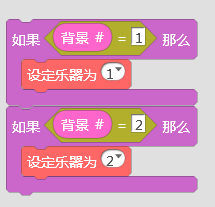 如果 背景 # = 1 那么
设定乐器为 1
如果 背景 # = 2 那么
设定乐器为 2